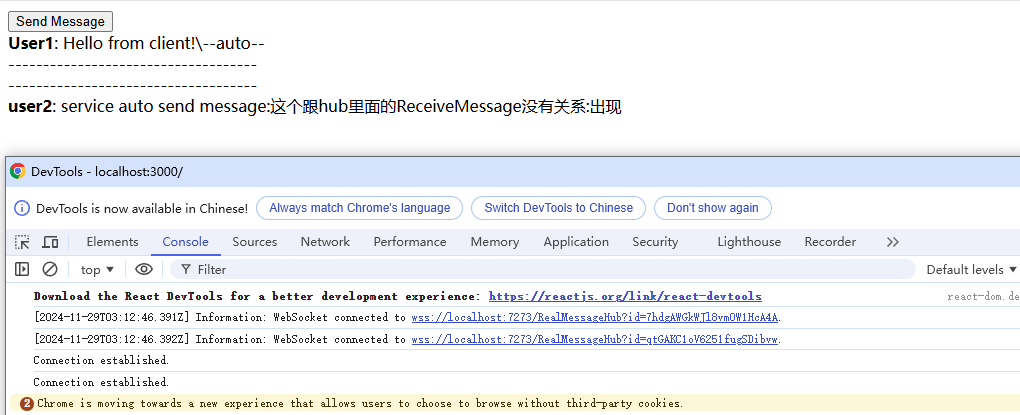 Send Message
User1: Hello from client!\--auto--
-----------------------------------
-----------------------------------
user2: service auto send message:这个跟hub里面的ReceiveMessage没有关系:出现
DevTools - localhost:3000/
DevTools is now available in Chinese! Always match Chrome's language Switch DevTools to Chinese Don't show again
Elements Console Sources Network Performance Memory Application Security Lighthouse Recorder
top Filter Default levels
Download the React DevTools for a better development experience: https://reactjs.org/link/react-devtools react-dom.de
[2024-11-29T03:12:46.391Z] Information: WebSocket connected to wss://localhost:7273/RealMessageHub?id=7hdgAWGkWJl8vmOW1HcA4A.
[2024-11-29T03:12:46.392Z] Information: WebSocket connected to wss://localhost:7273/RealMessageHub?id=qtGAKC1oV6251fugSDibvw.
Connection established.
Connection established.
2 Chrome is moving towards a new experience that allows users to choose to browse without third-party cookies.